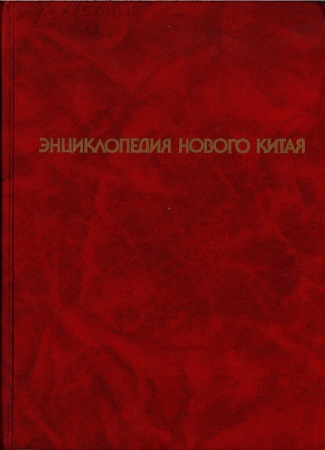 ЭНЦИКЛОПЕДИЯ НОВОГО КИТАЯ